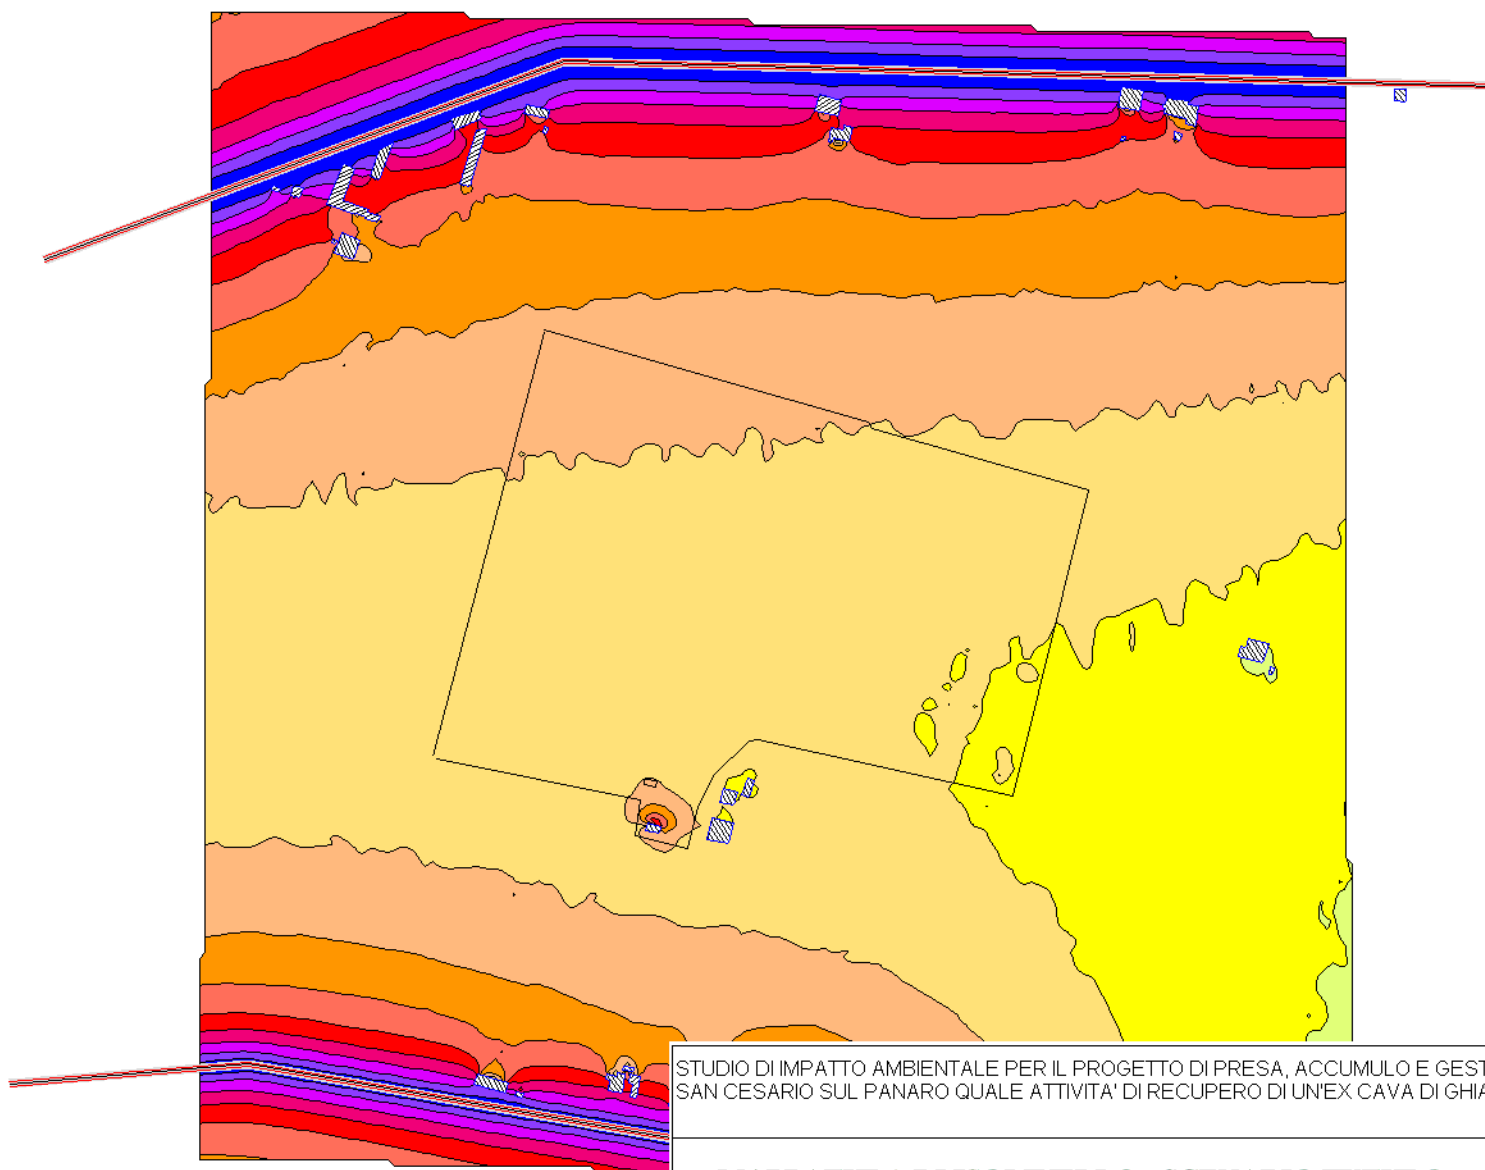 STUDIO DI IMPATTO AMBIENTALE PER IL PROGETTO DI PRESA, ACCUMULO E GEST
SAN CESARIO SUL PANARO QUALE ATTIVITA' DI RECUPERO DI UN'EX CAVA DI GHIA